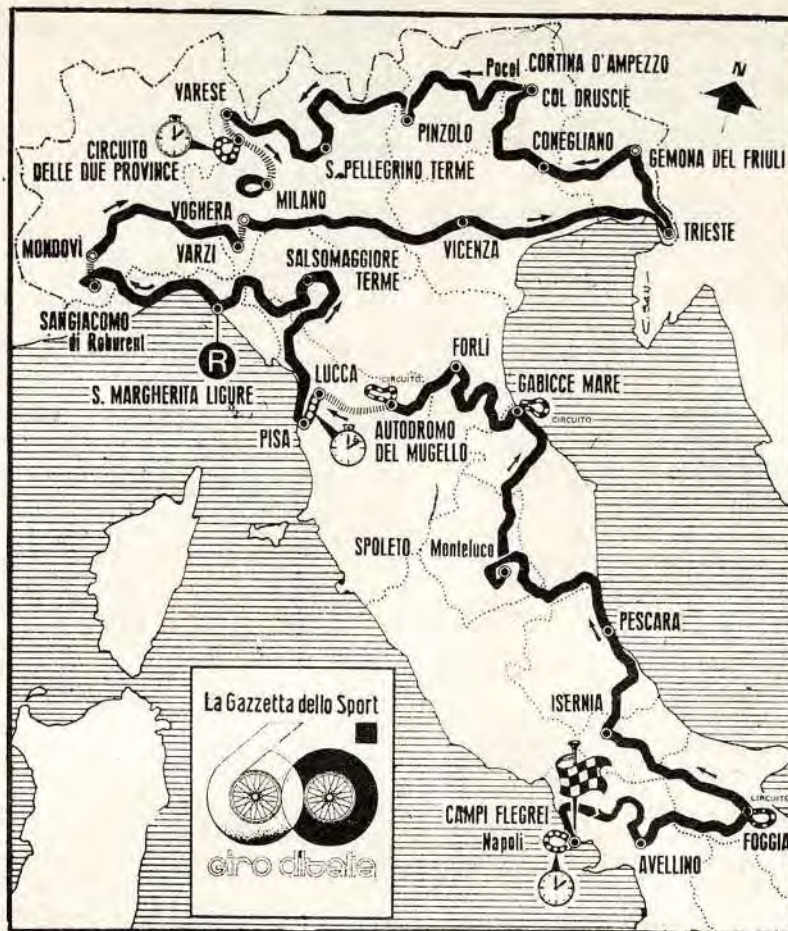 Pocol CORTINA D'AMPEZZO
N
COL DRUSCIÈ
VARESE
PINZOLO
CONEGLIANO
GEMONA DEL FRIULI
CIRCUITO
DELLE DUE PROVINCE
S. PELLEGRINO TERME
MILANO
VOGHERA
TRIESTE
MONDOVÌ
VARZI
VICENZA
SALSOMAGGIORE
TERME
SANGIACOMO
di Roburent
R
S. MARGHERITA LIGURE
FORLÌ
LUCCA
CIRCUITO
GABICCE MARE
CIRCUITO
PISA
AUTODROMO
DEL MUGELLO
SPOLETO
Monteluco
PESCARA
ISERNIA
La Gazzetta dello Sport
60
Giro d'italia
CAMPI FLEGREI
Napoli
CIRCUITO
FOGGIA
AVELLINO